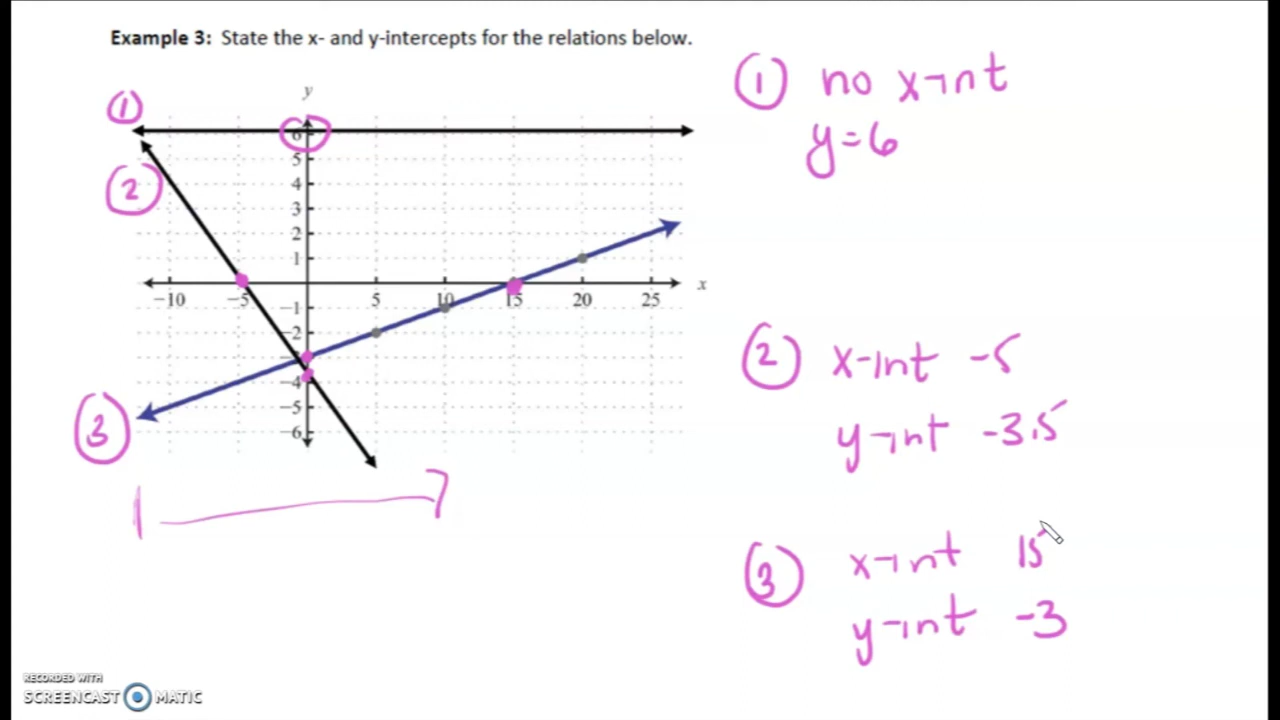 Example 3: State the x- and y-intercepts for the relations below.
① no x-int
y=6
② x-int -5
y-int -3.5
③ x-int 15
y-int -3
①
②
③
y
6
5
4
3
2
1
-10 -5 5 10 15 20 25 x
-1
-2
-4
-5
-6
RECORDED WITH
SCREENCAST MATIC